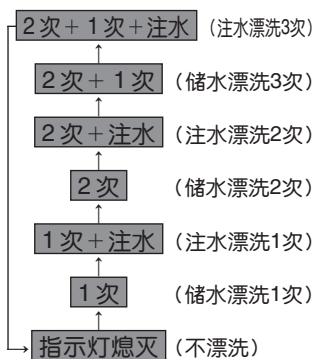 2次＋1次＋注水（注水漂洗3次）
2次＋1次（储水漂洗3次）
2次＋注水（注水漂洗2次）
2次（储水漂洗2次）
1次＋注水（注水漂洗1次）
1次（储水漂洗1次）
指示灯熄灭（不漂洗）